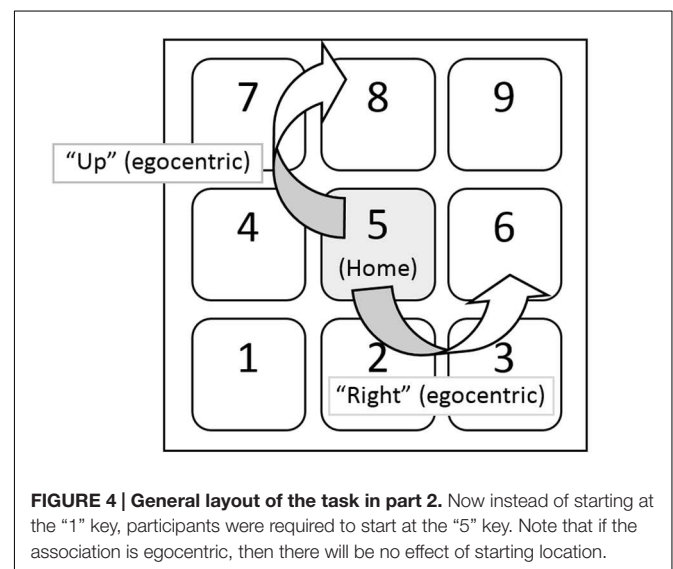 7 8 9
"Up" (egocentric)
4 5 6
(Home)
1 2 3
"Right" (egocentric)
FIGURE 4 | General layout of the task in part 2. Now instead of starting at
the "1" key, participants were required to start at the "5" key. Note that if the
association is egocentric, then there will be no effect of starting location.